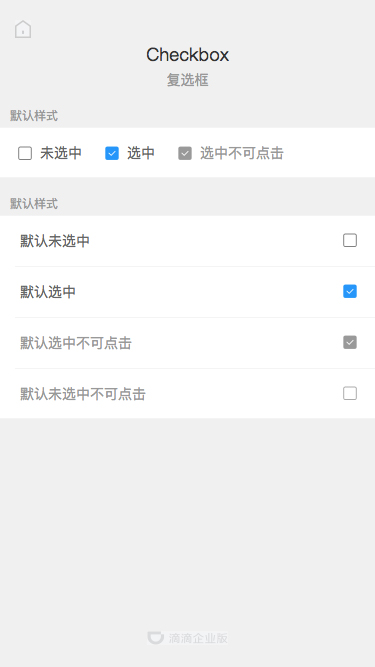 Checkbox
复选框
默认样式
未选中 选中 选中不可点击
默认样式
默认未选中
默认选中
默认选中不可点击
默认未选中不可点击
滴滴企业版